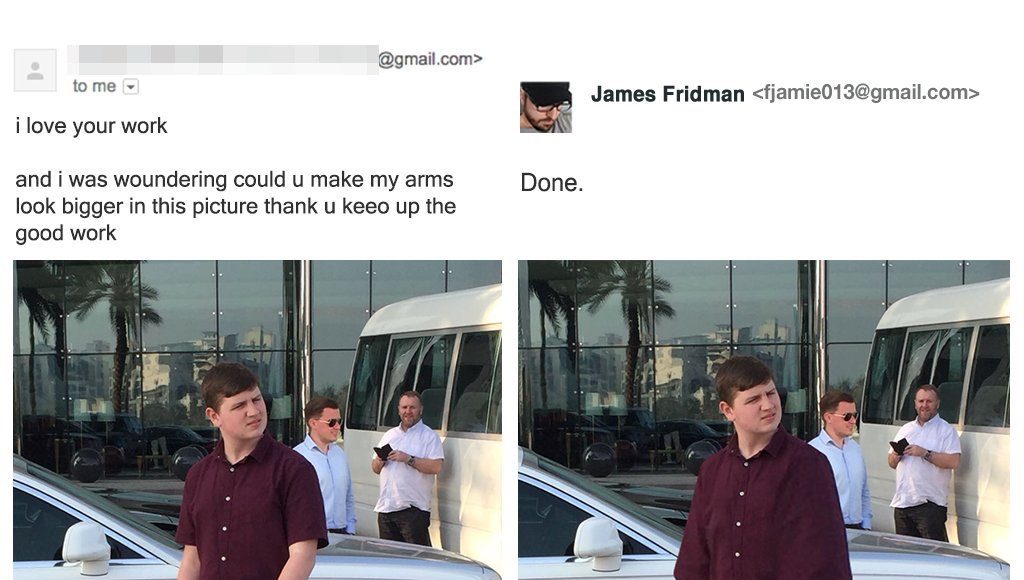 @gmail.com>
to me
i love your work
and i was woundering could u make my arms
look bigger in this picture thank u keeo up the
good work
James Fridman <fjamie013@gmail.com>
Done.